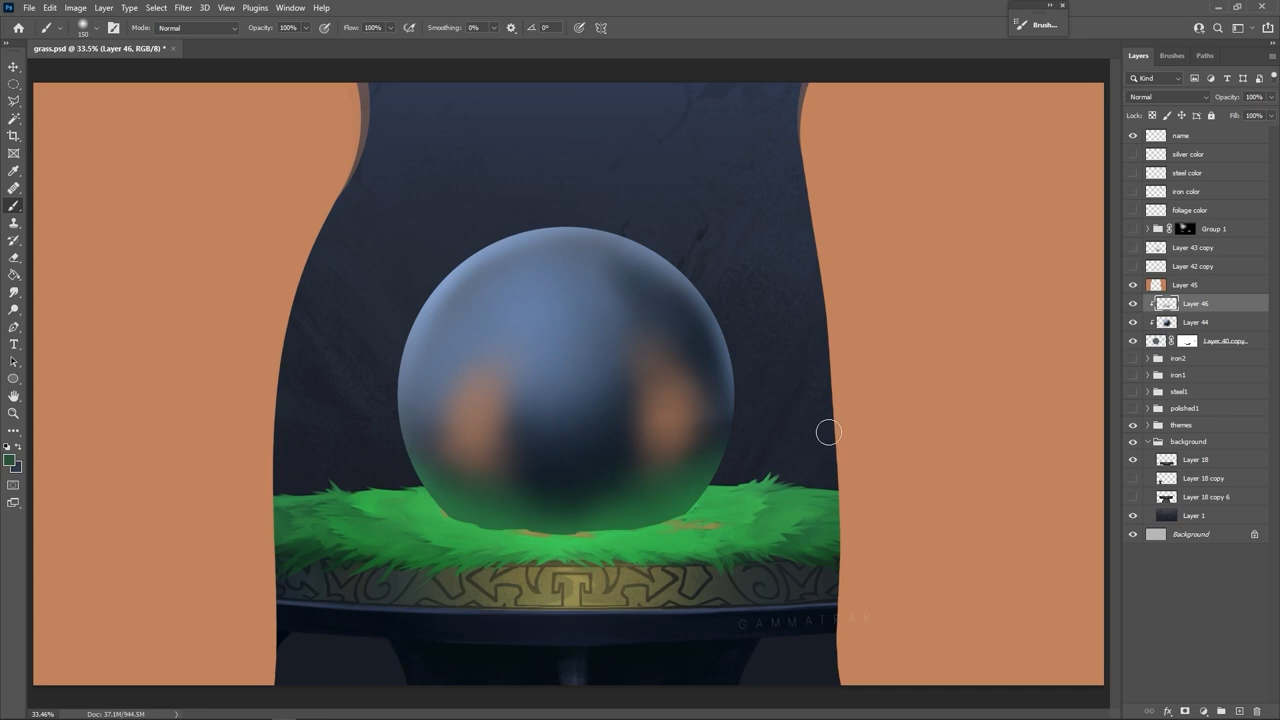 Ps File Edit Image Layer Type Select Filter 3D View Plugins Window Help
Brush...
150 Mode: Normal Opacity: 100% Flow: 100% Smoothing: 0% 0°
grass.psd @ 33.5% (Layer 46, RGB/8) * ×
Layers Brushes Paths
Kind
Normal Opacity: 100%
Lock: Fill: 100%
name
silver color
steel color
iron color
foliage color
Group 1
Layer 43 copy
Layer 42 copy
Layer 45
Layer 46
Layer 44
Layer 40 copy...
iron2
iron1
steel1
polished1
themes
background
Layer 18
Layer 18 copy
Layer 18 copy 6
Layer 1
Background
GAMMATRAP
33.46% Doc: 37.1M/944.5M
fx